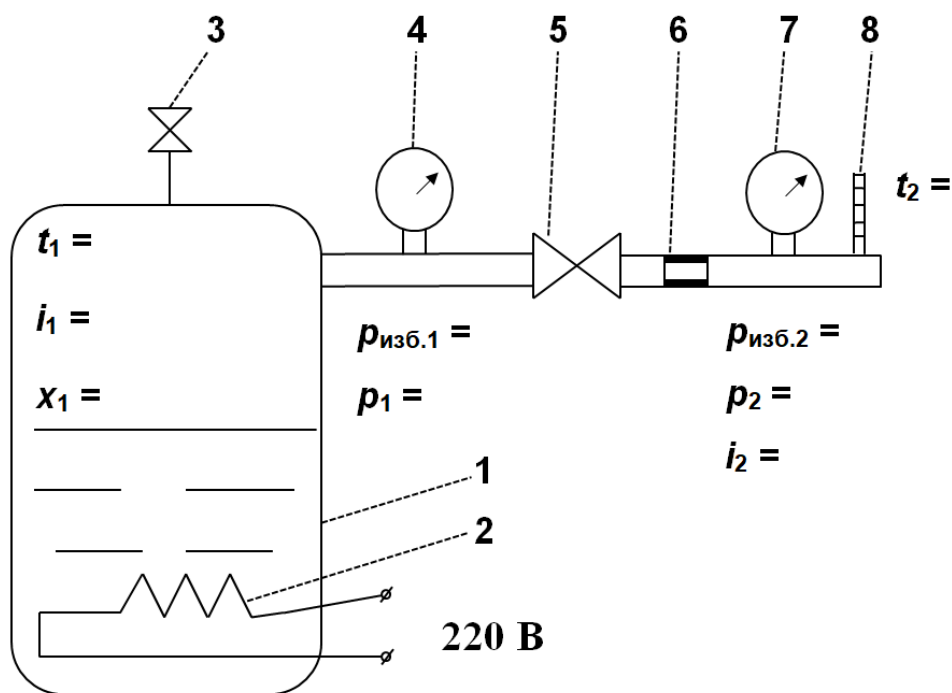 3 4 5 6 7 8
t₂ =
t₁ =
i₁ =
pизб.1 =
pизб.2 =
x₁ =
p₁ =
p₂ =
i₂ =
1
2
220 В